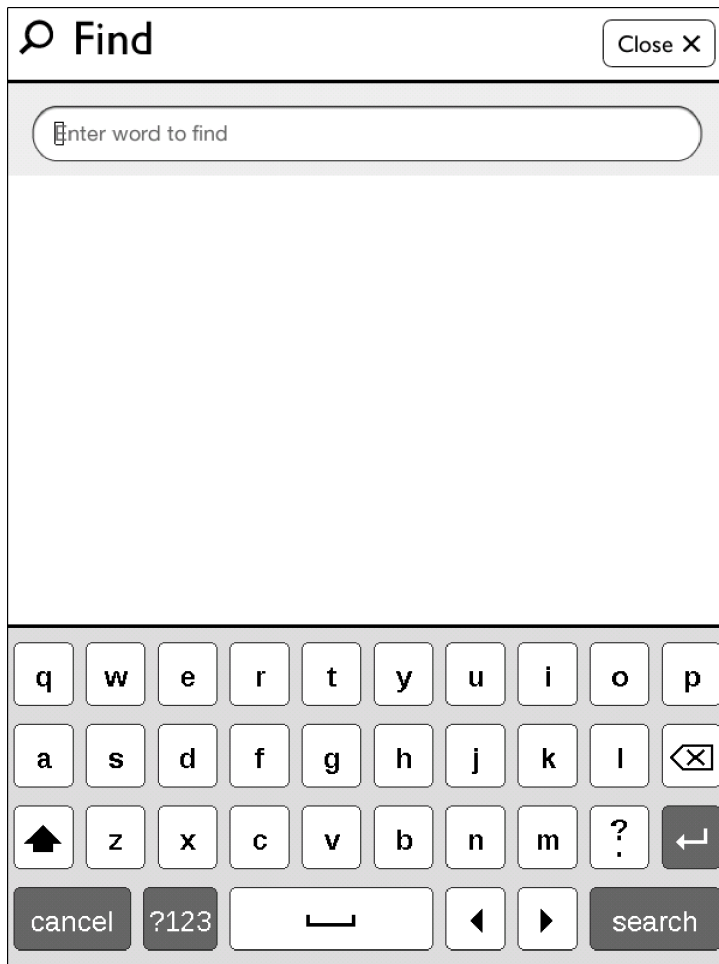 Find
Close X
Enter word to find
q w e r t y u i o p
a s d f g h j k l
z x c v b n m ? .
cancel ?123 search